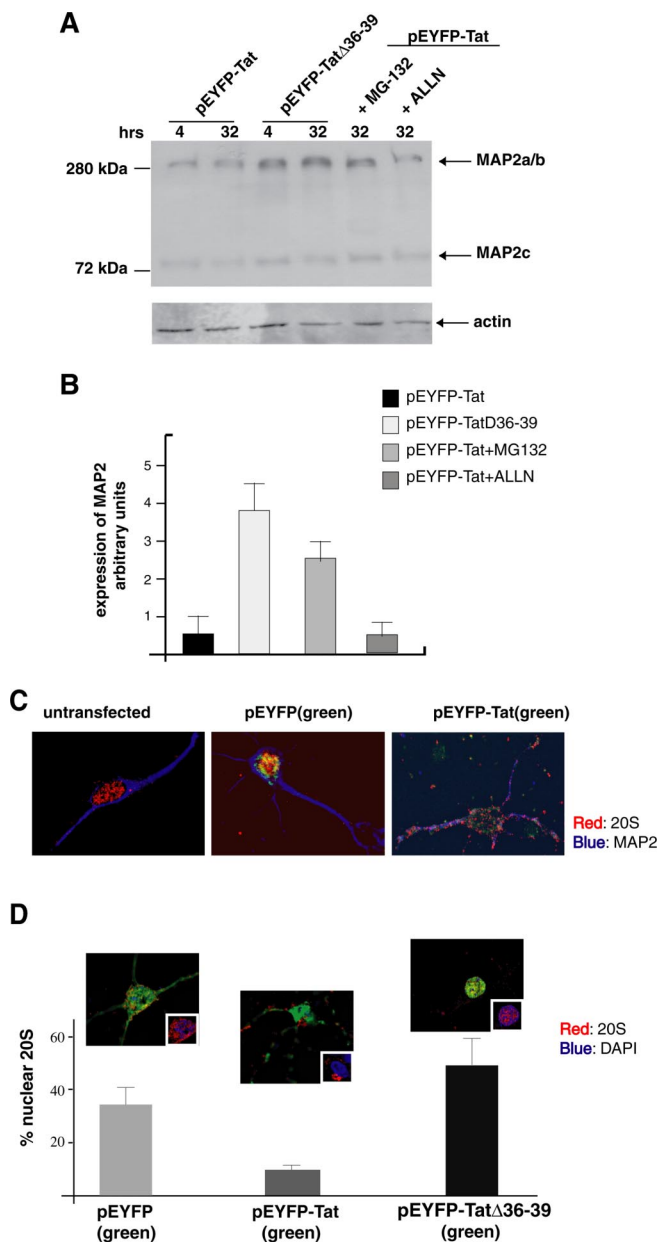 A
pEYFP-Tat
pEYFP-Tat
pEYFP-TatΔ36-39
+ MG-132
+ ALLN
hrs 4 32 4 32 32 32
280 kDa
MAP2a/b
72 kDa
MAP2c
actin
B
pEYFP-Tat
pEYFP-TatD36-39
pEYFP-Tat+MG132
pEYFP-Tat+ALLN
expression of MAP2
arbitrary units
5
4
3
2
1
C
untransfected
pEYFP(green)
pEYFP-Tat(green)
Red: 20S
Blue: MAP2
D
Red: 20S
Blue: DAPI
% nuclear 20S
60
40
20
pEYFP
(green)
pEYFP-Tat
(green)
pEYFP-TatΔ36-39
(green)